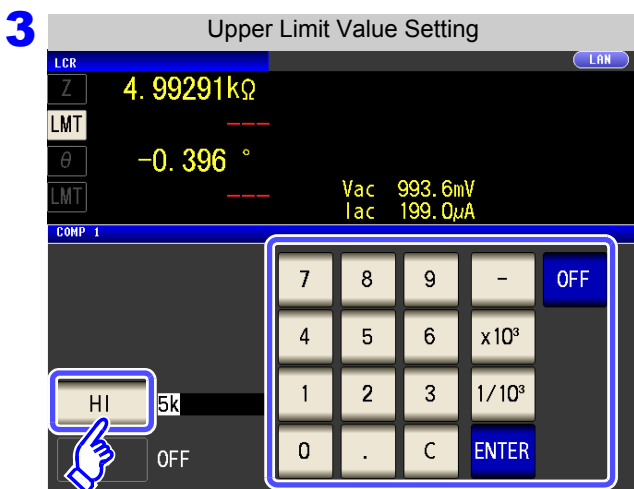 3
Upper Limit Value Setting
LCR
LAN
Z 4.99291kΩ
LMT ---
θ -0.396 °
LMT ---
Vac 993.6mV
Iac 199.0µA
COMP 1
7 8 9 - OFF
4 5 6 x10³
1 2 3 1/10³
0 . C ENTER
HI 5k
OFF